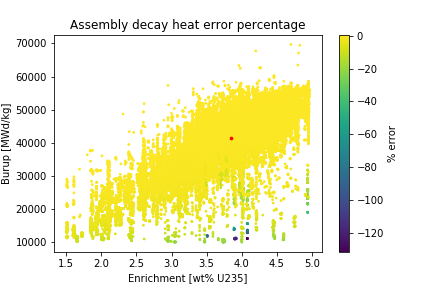 Assembly decay heat error percentage
70000
60000
50000
40000
30000
20000
10000
Burup [MWd/kg]
1.5 2.0 2.5 3.0 3.5 4.0 4.5 5.0
Enrichment [wt% U235]
0
−20
−40
−60
−80
−100
−120
% error